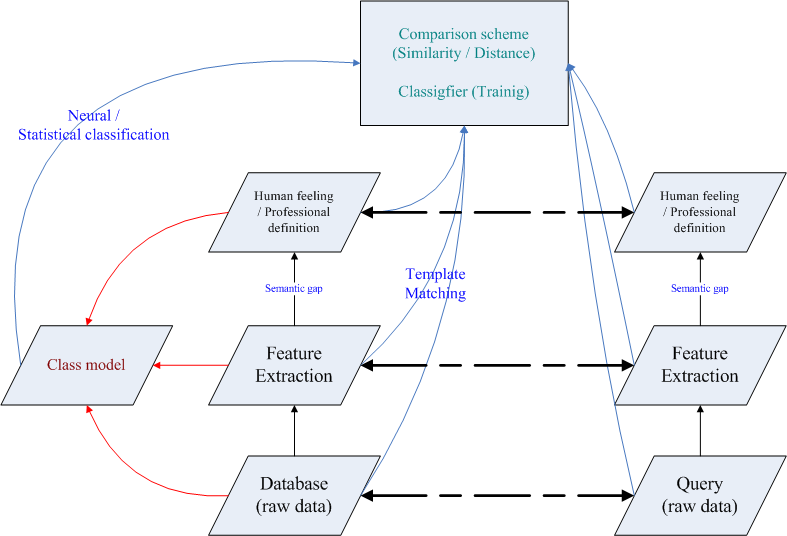 Comparison scheme
(Similarity / Distance)
Classigfier (Trainig)
Neural /
Statistical classification
Human feeling
/ Professional
definition
Human feeling
/ Professional
definition
Template
Matching
Semantic gap
Semantic gap
Class model
Feature
Extraction
Feature
Extraction
Database
(raw data)
Query
(raw data)